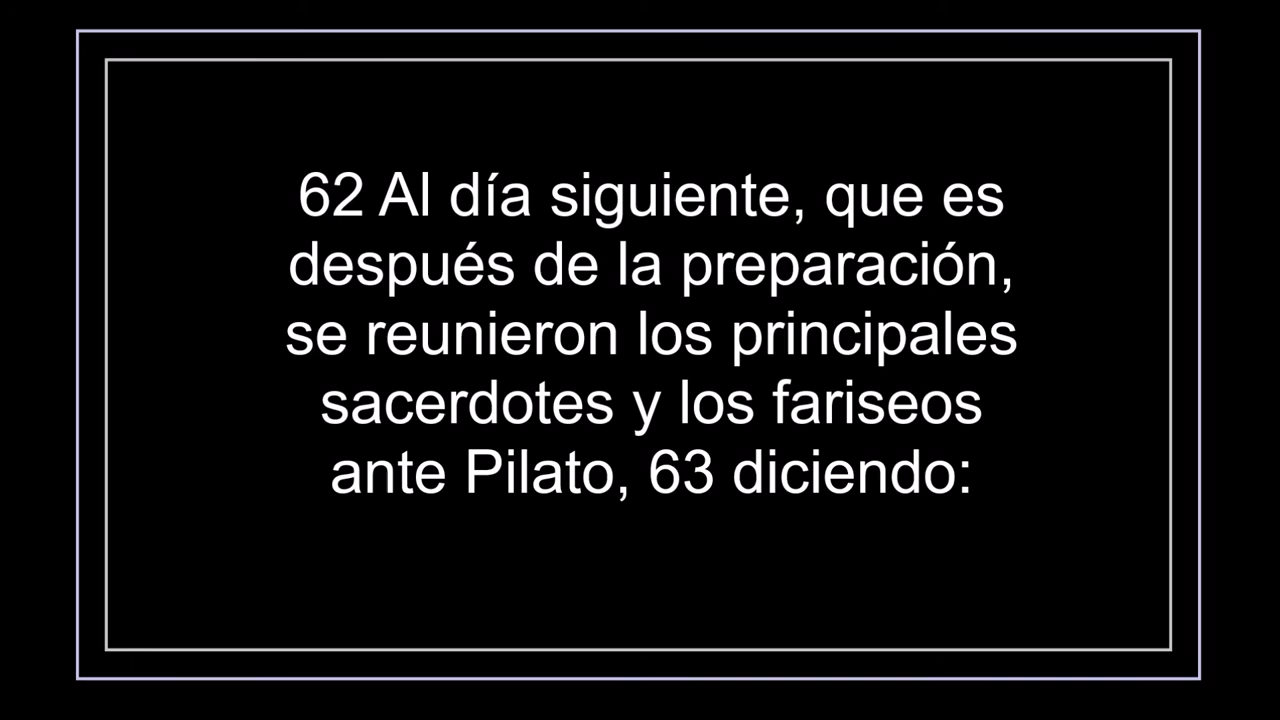 62 Al día siguiente, que es
después de la preparación,
se reunieron los principales
sacerdotes y los fariseos
ante Pilato, 63 diciendo: